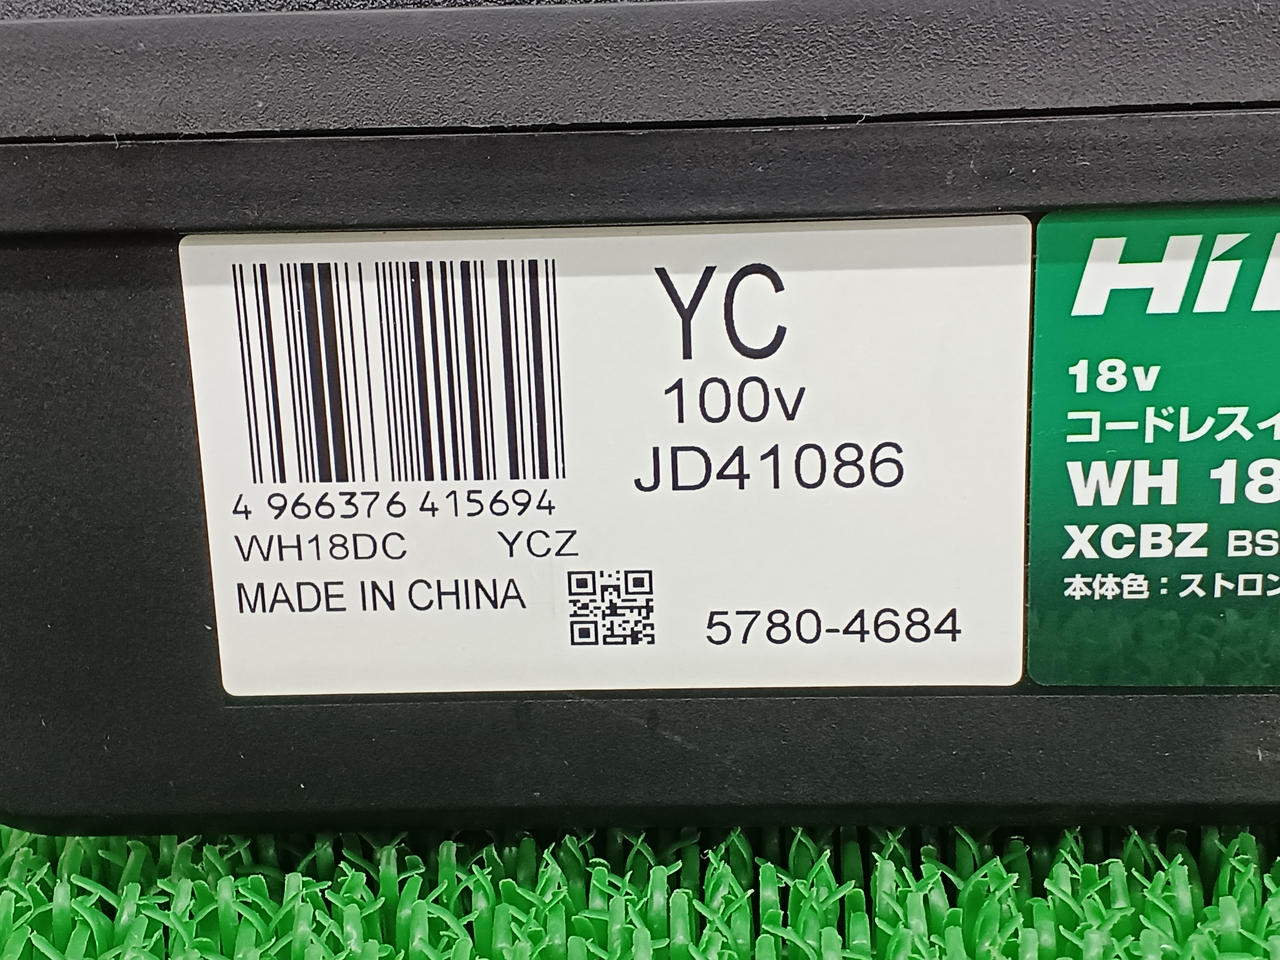 YC
100v
JD41086
4 966376 415694
WH18DC YCZ
MADE IN CHINA
5780-4684
18v
コードレスイ
WH 18
XCBZ BS
本体色：ストロン